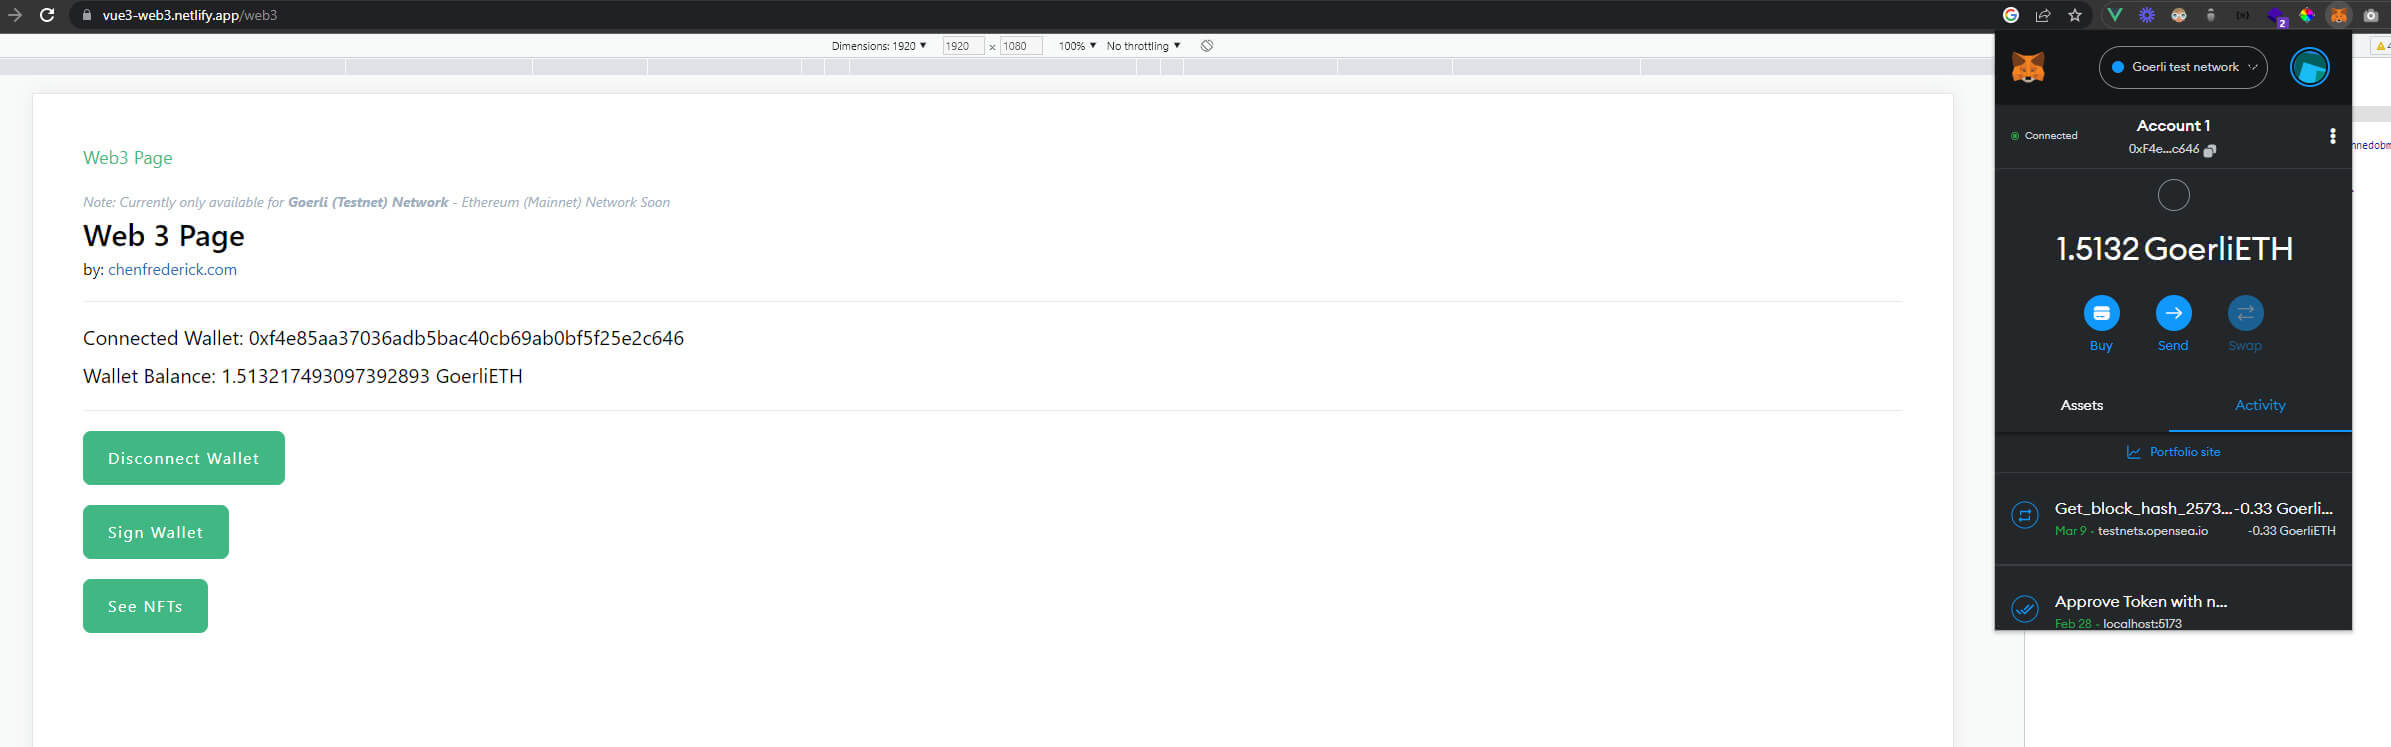 vue3-web3.netlify.app/web3
2
Dimensions: 1920 ▼ 1920 × 1080 100% ▼ No throttling ▼
Web3 Page
Note: Currently only available for Goerli (Testnet) Network - Ethereum (Mainnet) Network Soon
Web 3 Page
by: chenfrederick.com
Connected Wallet: 0xf4e85aa37036adb5bac40cb69ab0bf5f25e2c646
Wallet Balance: 1.513217493097392893 GoerliETH
Disconnect Wallet
Sign Wallet
See NFTs
Goerli test network
Connected
Account 1
0xF4e...c646
1.5132 GoerliETH
Buy Send Swap
Assets Activity
Portfolio site
Get_block_hash_2573... -0.33 Goerli...
Mar 9 · testnets.opensea.io -0.33 GoerliETH
Approve Token with n...
Feb 28 · localhost:5173
nnedobm